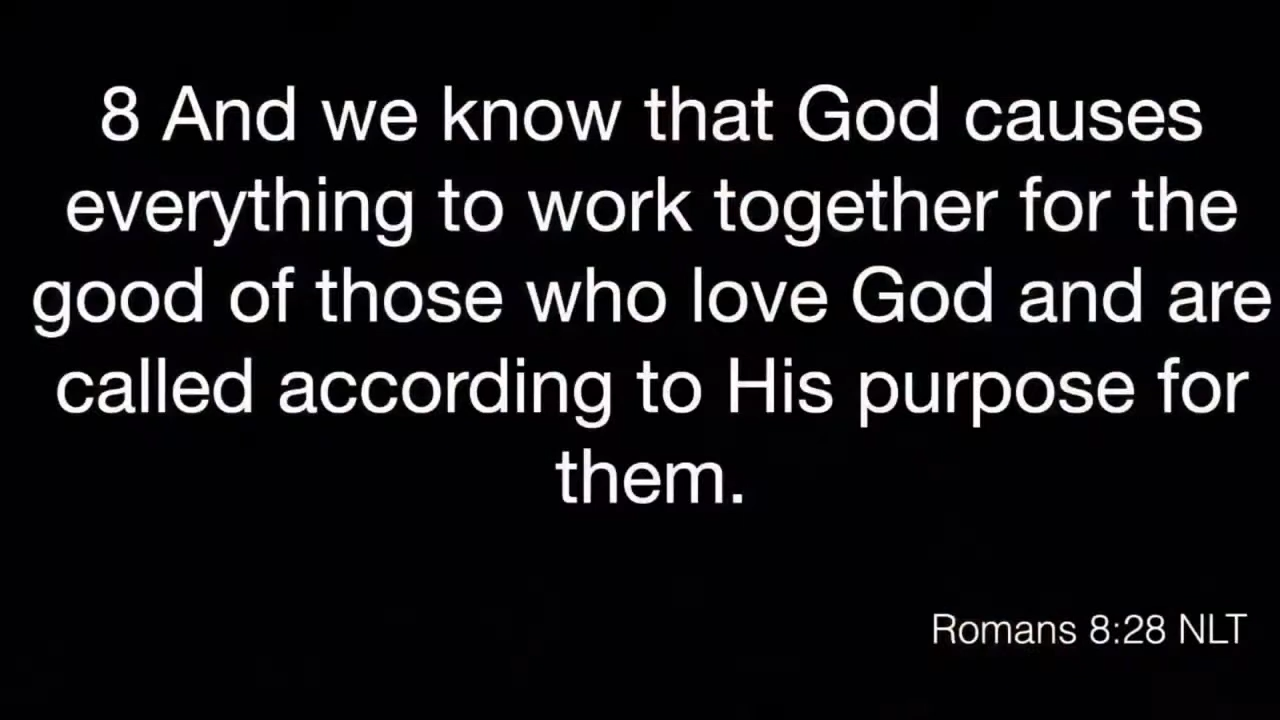 8 And we know that God causes
everything to work together for the
good of those who love God and are
called according to His purpose for
them.
Romans 8:28 NLT